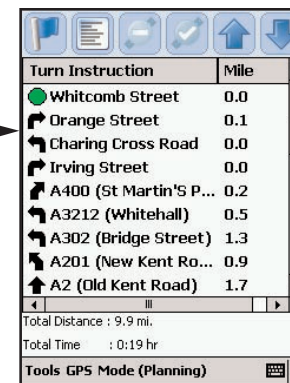 Turn Instruction Mile
Whitcomb Street 0.0
Orange Street 0.1
Charing Cross Road 0.0
Irving Street 0.0
A400 (St Martin'S P... 0.2
A3212 (Whitehall) 0.5
A302 (Bridge Street) 1.3
A201 (New Kent Ro... 0.9
A2 (Old Kent Road) 1.7
Total Distance : 9.9 mi.
Total Time : 0:19 hr
Tools GPS Mode (Planning)